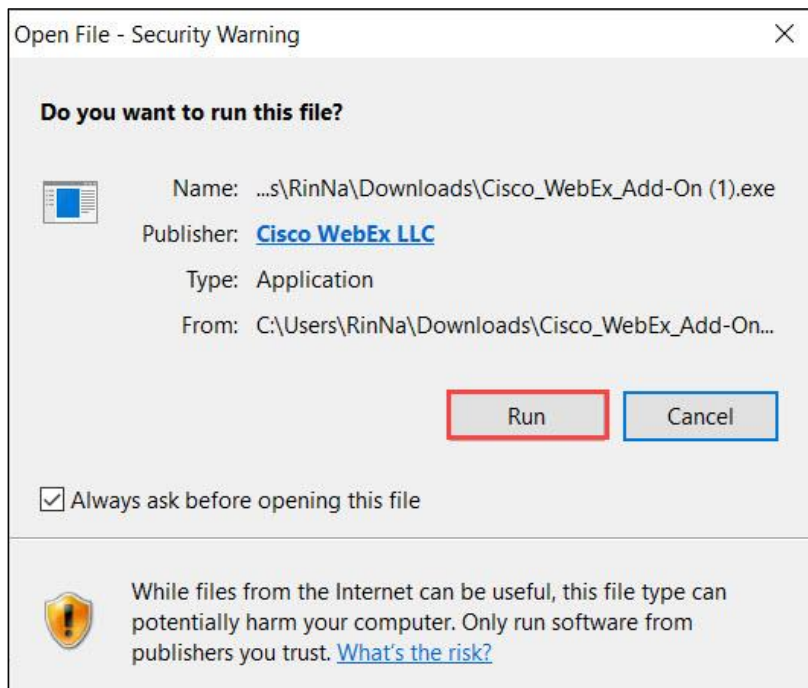 Open File - Security Warning
Do you want to run this file?
Name: ...s\RinNa\Downloads\Cisco_WebEx_Add-On (1).exe
Publisher: Cisco WebEx LLC
Type: Application
From: C:\Users\RinNa\Downloads\Cisco_WebEx_Add-On...
Run Cancel
Always ask before opening this file
While files from the Internet can be useful, this file type can
potentially harm your computer. Only run software from
publishers you trust. What's the risk?